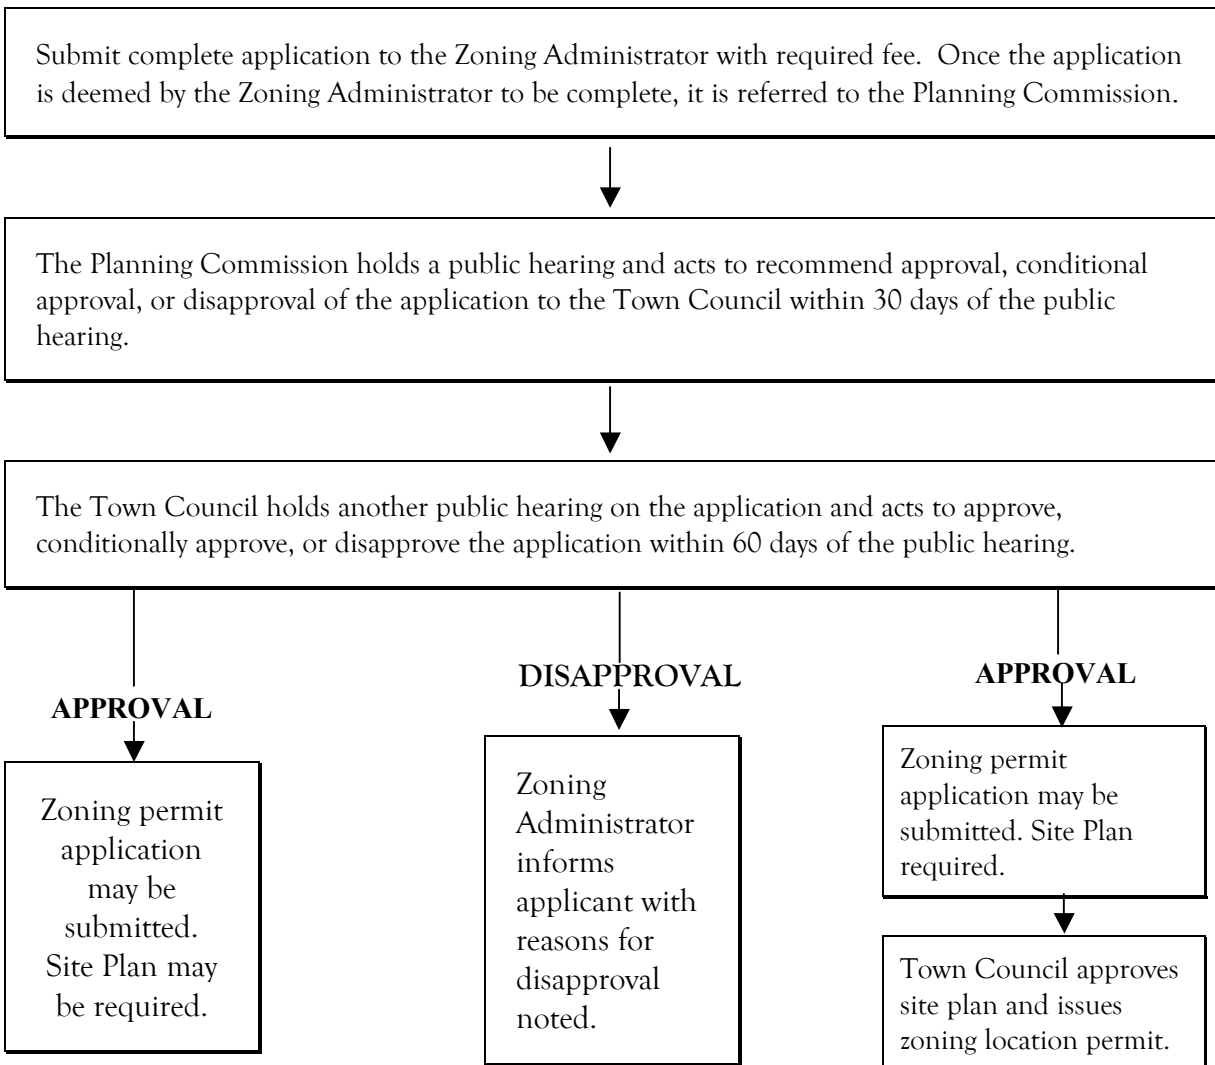 Submit complete application to the Zoning Administrator with required fee.  Once the application
is deemed by the Zoning Administrator to be complete, it is referred to the Planning Commission.
The Planning Commission holds a public hearing and acts to recommend approval, conditional
approval, or disapproval of the application to the Town Council within 30 days of the public
hearing.
The Town Council holds another public hearing on the application and acts to approve,
conditionally approve, or disapprove the application within 60 days of the public hearing.
APPROVAL
Zoning permit
application
may be
submitted.
Site Plan may
be required.
DISAPPROVAL
Zoning
Administrator
informs
applicant with
reasons for
disapproval
noted.
APPROVAL
Zoning permit
application may be
submitted. Site Plan
required.
Town Council approves
site plan and issues
zoning location permit.